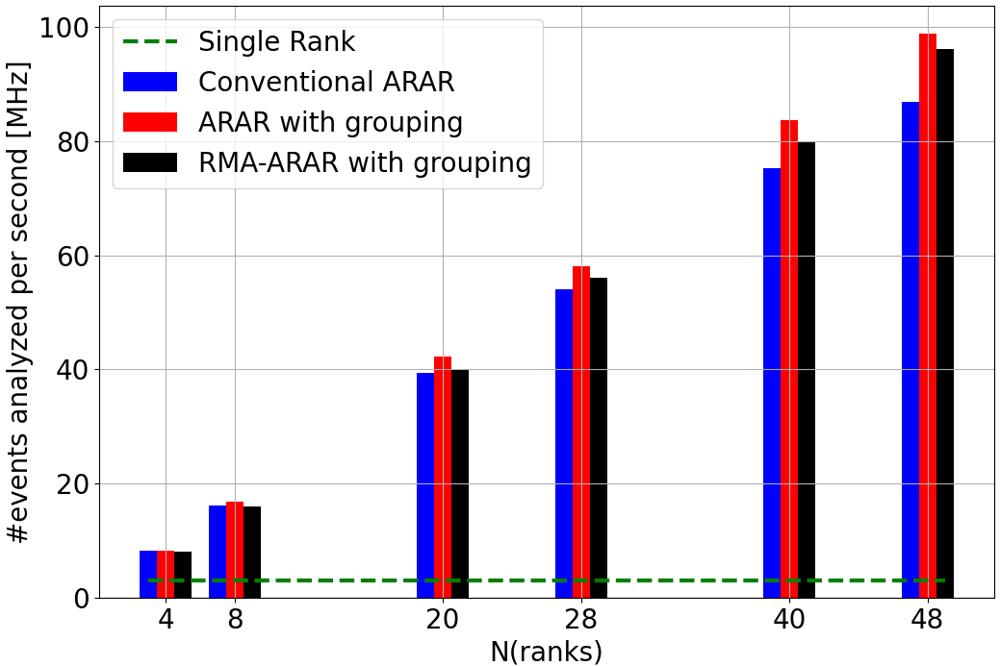 100
80
60
40
20
0
#events analyzed per second [MHz]
Single Rank
Conventional ARAR
ARAR with grouping
RMA-ARAR with grouping
4 8 20 28 40 48
N(ranks)